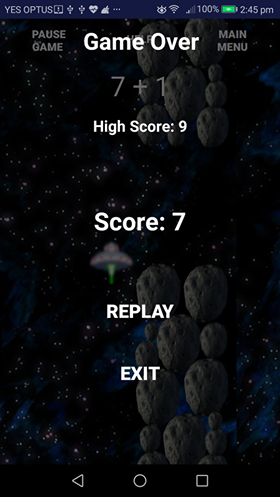 YES OPTUS 100% 2:45 pm
PAUSE GAME
HELP
MAIN MENU
Game Over
7 + 1
High Score: 9
Score: 7
REPLAY
EXIT